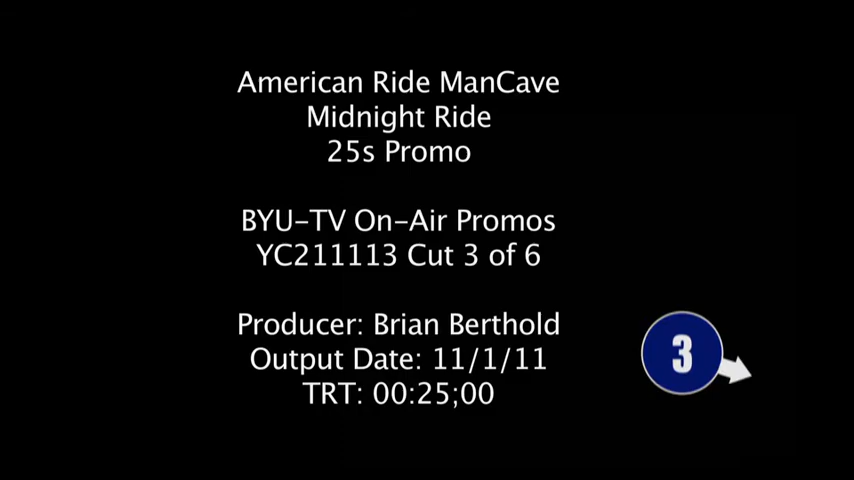 American Ride ManCave
Midnight Ride
25s Promo
BYU-TV On-Air Promos
YC211113 Cut 3 of 6
Producer: Brian Berthold
Output Date: 11/1/11
TRT: 00:25;00
3